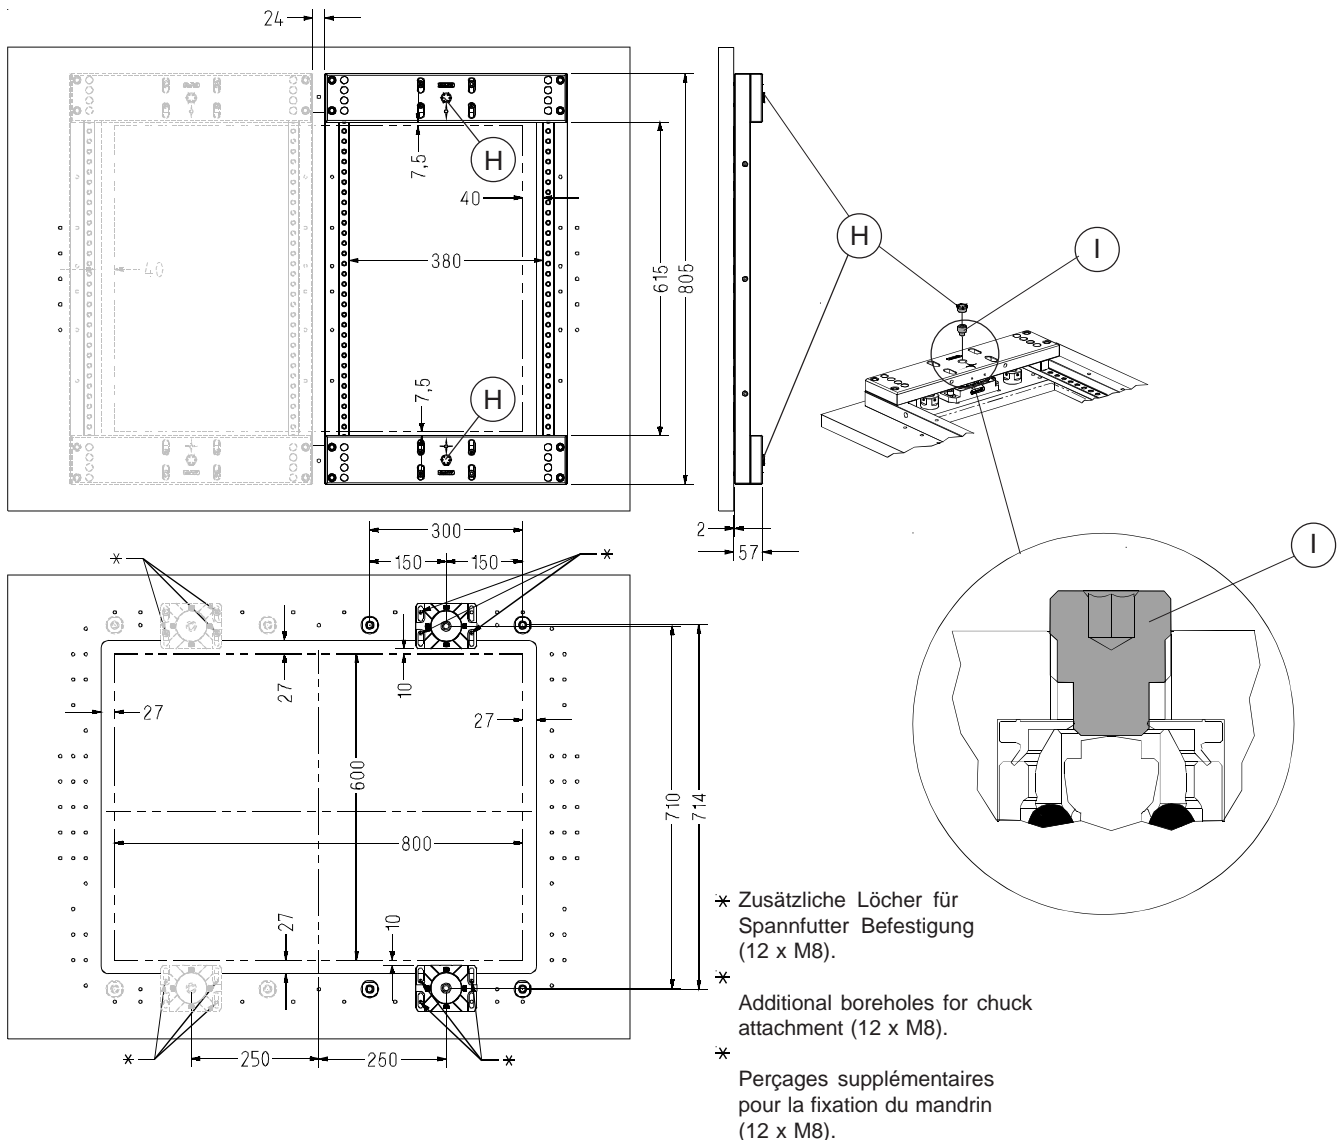 24
H
7,5
40
40
380
615
805
H
I
7,5
H
2
57
300
150
150
*
*
I
27
10
27
27
600
710
714
800
27
10
*
250
250
*
* Zusätzliche Löcher für
Spannfutter Befestigung
(12 x M8).
*
Additional boreholes for chuck
attachment (12 x M8).
*
Perçages supplémentaires
pour la fixation du mandrin
(12 x M8).